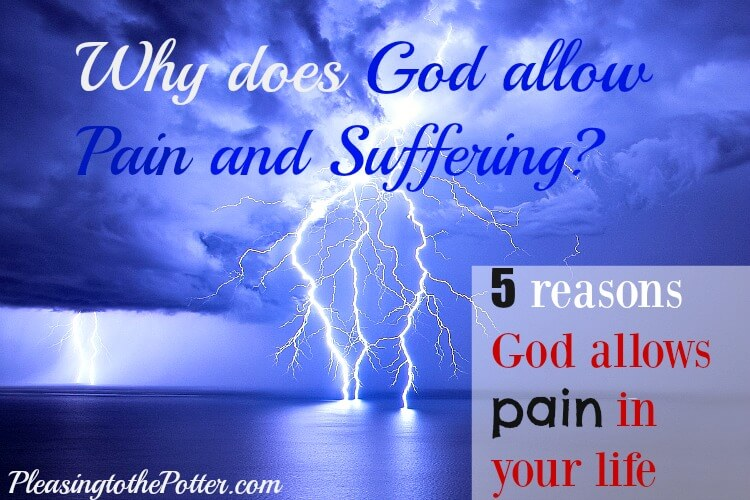 Why does God allow
Pain and Suffering?
5 reasons
God allows
pain in
your life
PleasingtothePotter.com